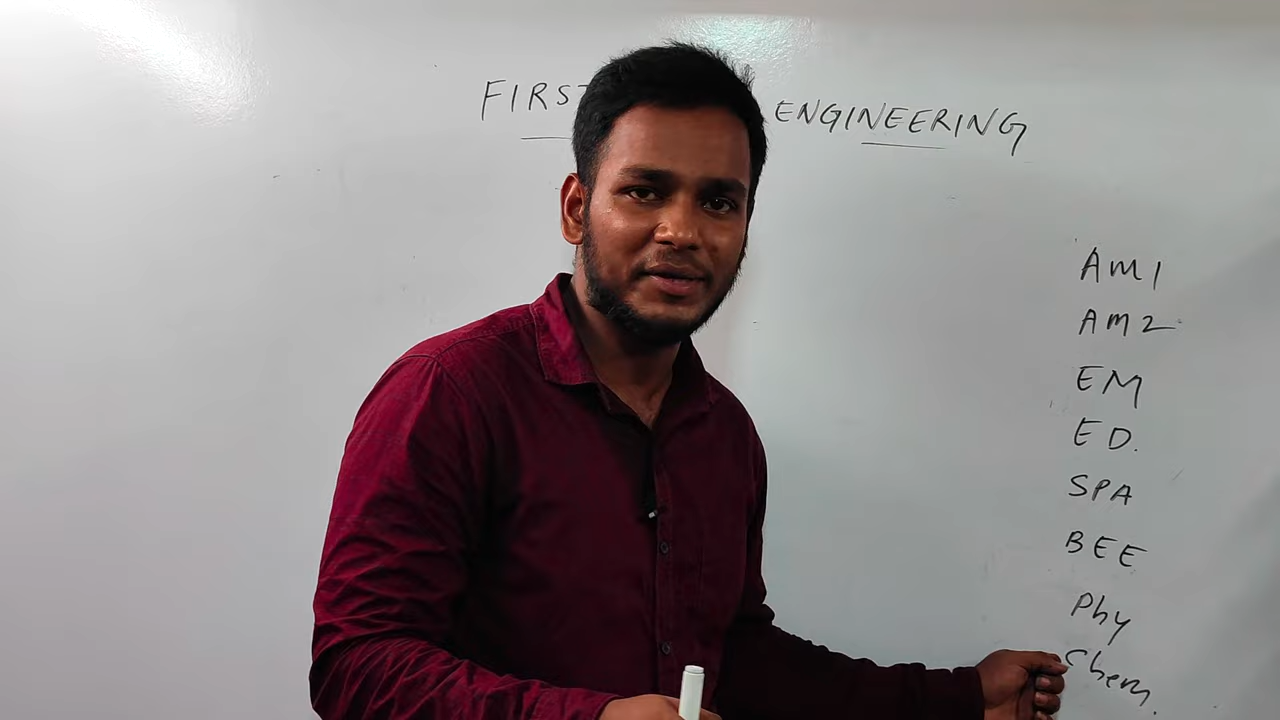 FIRST ENGINEERING
AM1
AM2
EM
ED.
SPA
BEE
Phy
Chem.